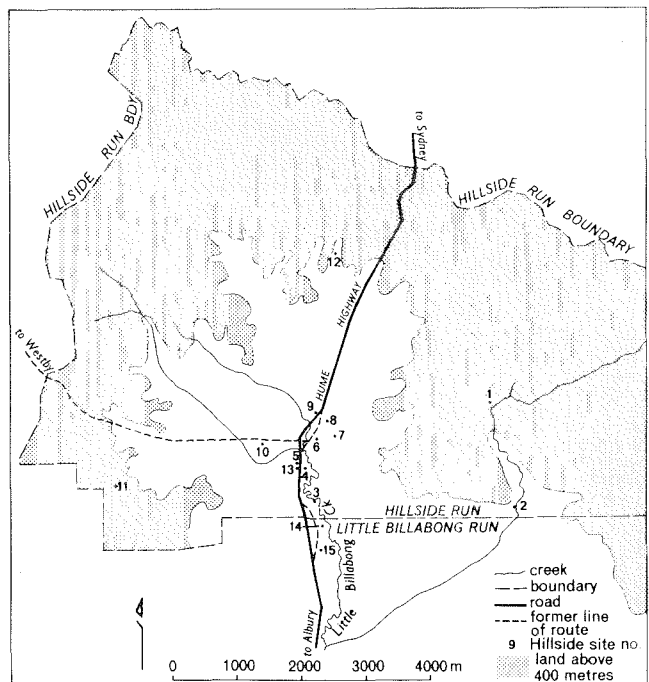 to Sydney
HILLSIDE RUN BDY
HILLSIDE RUN BOUNDARY
12
HIGHWAY
to Westby
HUME
1
9
8
7
6
10
5
13
4
11
3
2
CK
HILLSIDE RUN
LITTLE BILLABONG RUN
14
15
Billabong
Little
to Albury
creek
boundary
road
former line
of route
9 Hillside site no.
land above
400 metres
0 1000 2000 3000 4000 m